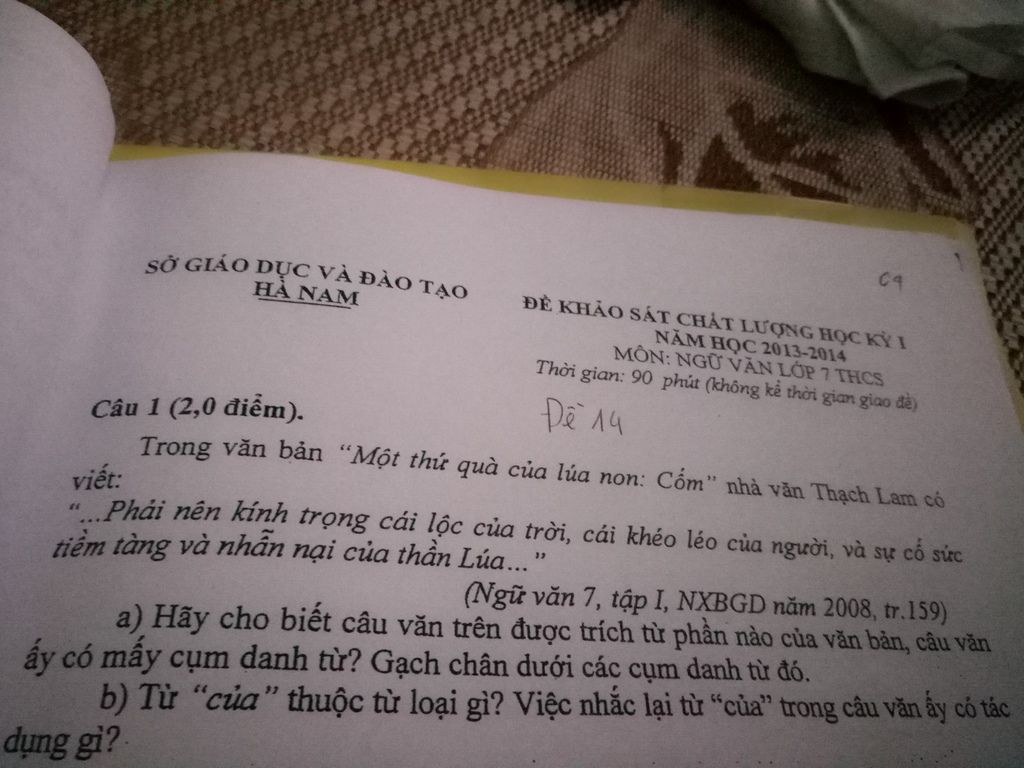 SỞ GIÁO DỤC VÀ ĐÀO TẠO
HÀ NAM
ĐỀ KHẢO SÁT CHẤT LƯỢNG HỌC KỲ I
NĂM HỌC 2013-2014
MÔN: NGỮ VĂN LỚP 7 THCS
Thời gian: 90 phút (không kể thời gian giao đề)
Đề 14
Câu 1 (2,0 điểm).
Trong văn bản “Một thứ quà của lúa non: Cốm” nhà văn Thạch Lam có
viết:
“...Phải nên kính trọng cái lộc của trời, cái khéo léo của người, và sự cố sức
tiềm tàng và nhẫn nại của thần Lúa...”
(Ngữ văn 7, tập I, NXBGD năm 2008, tr.159)
a) Hãy cho biết câu văn trên được trích từ phần nào của văn bản, câu văn
ấy có mấy cụm danh từ? Gạch chân dưới các cụm danh từ đó.
b) Từ “của” thuộc từ loại gì? Việc nhắc lại từ “của” trong câu văn ấy có tác
dụng gì?